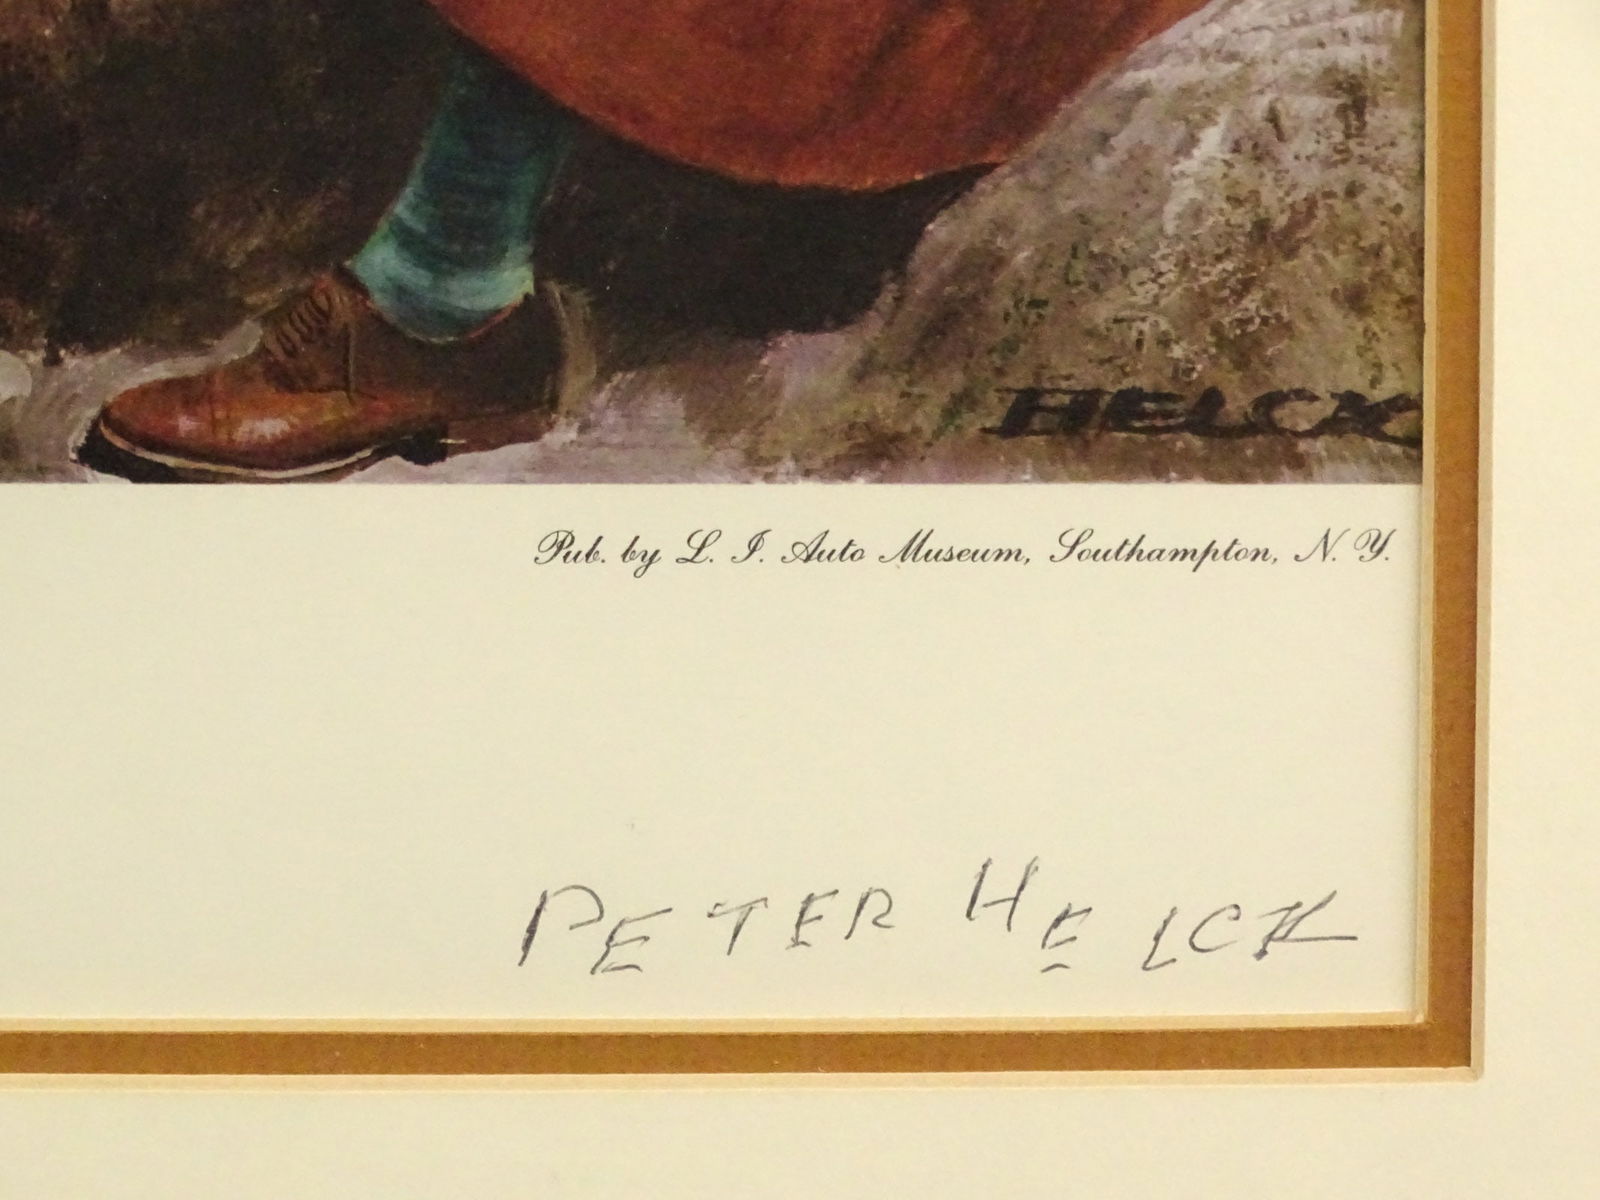 HELCK
Pub. by L. I. Auto Museum, Southampton, N. Y.
PETER HELCK